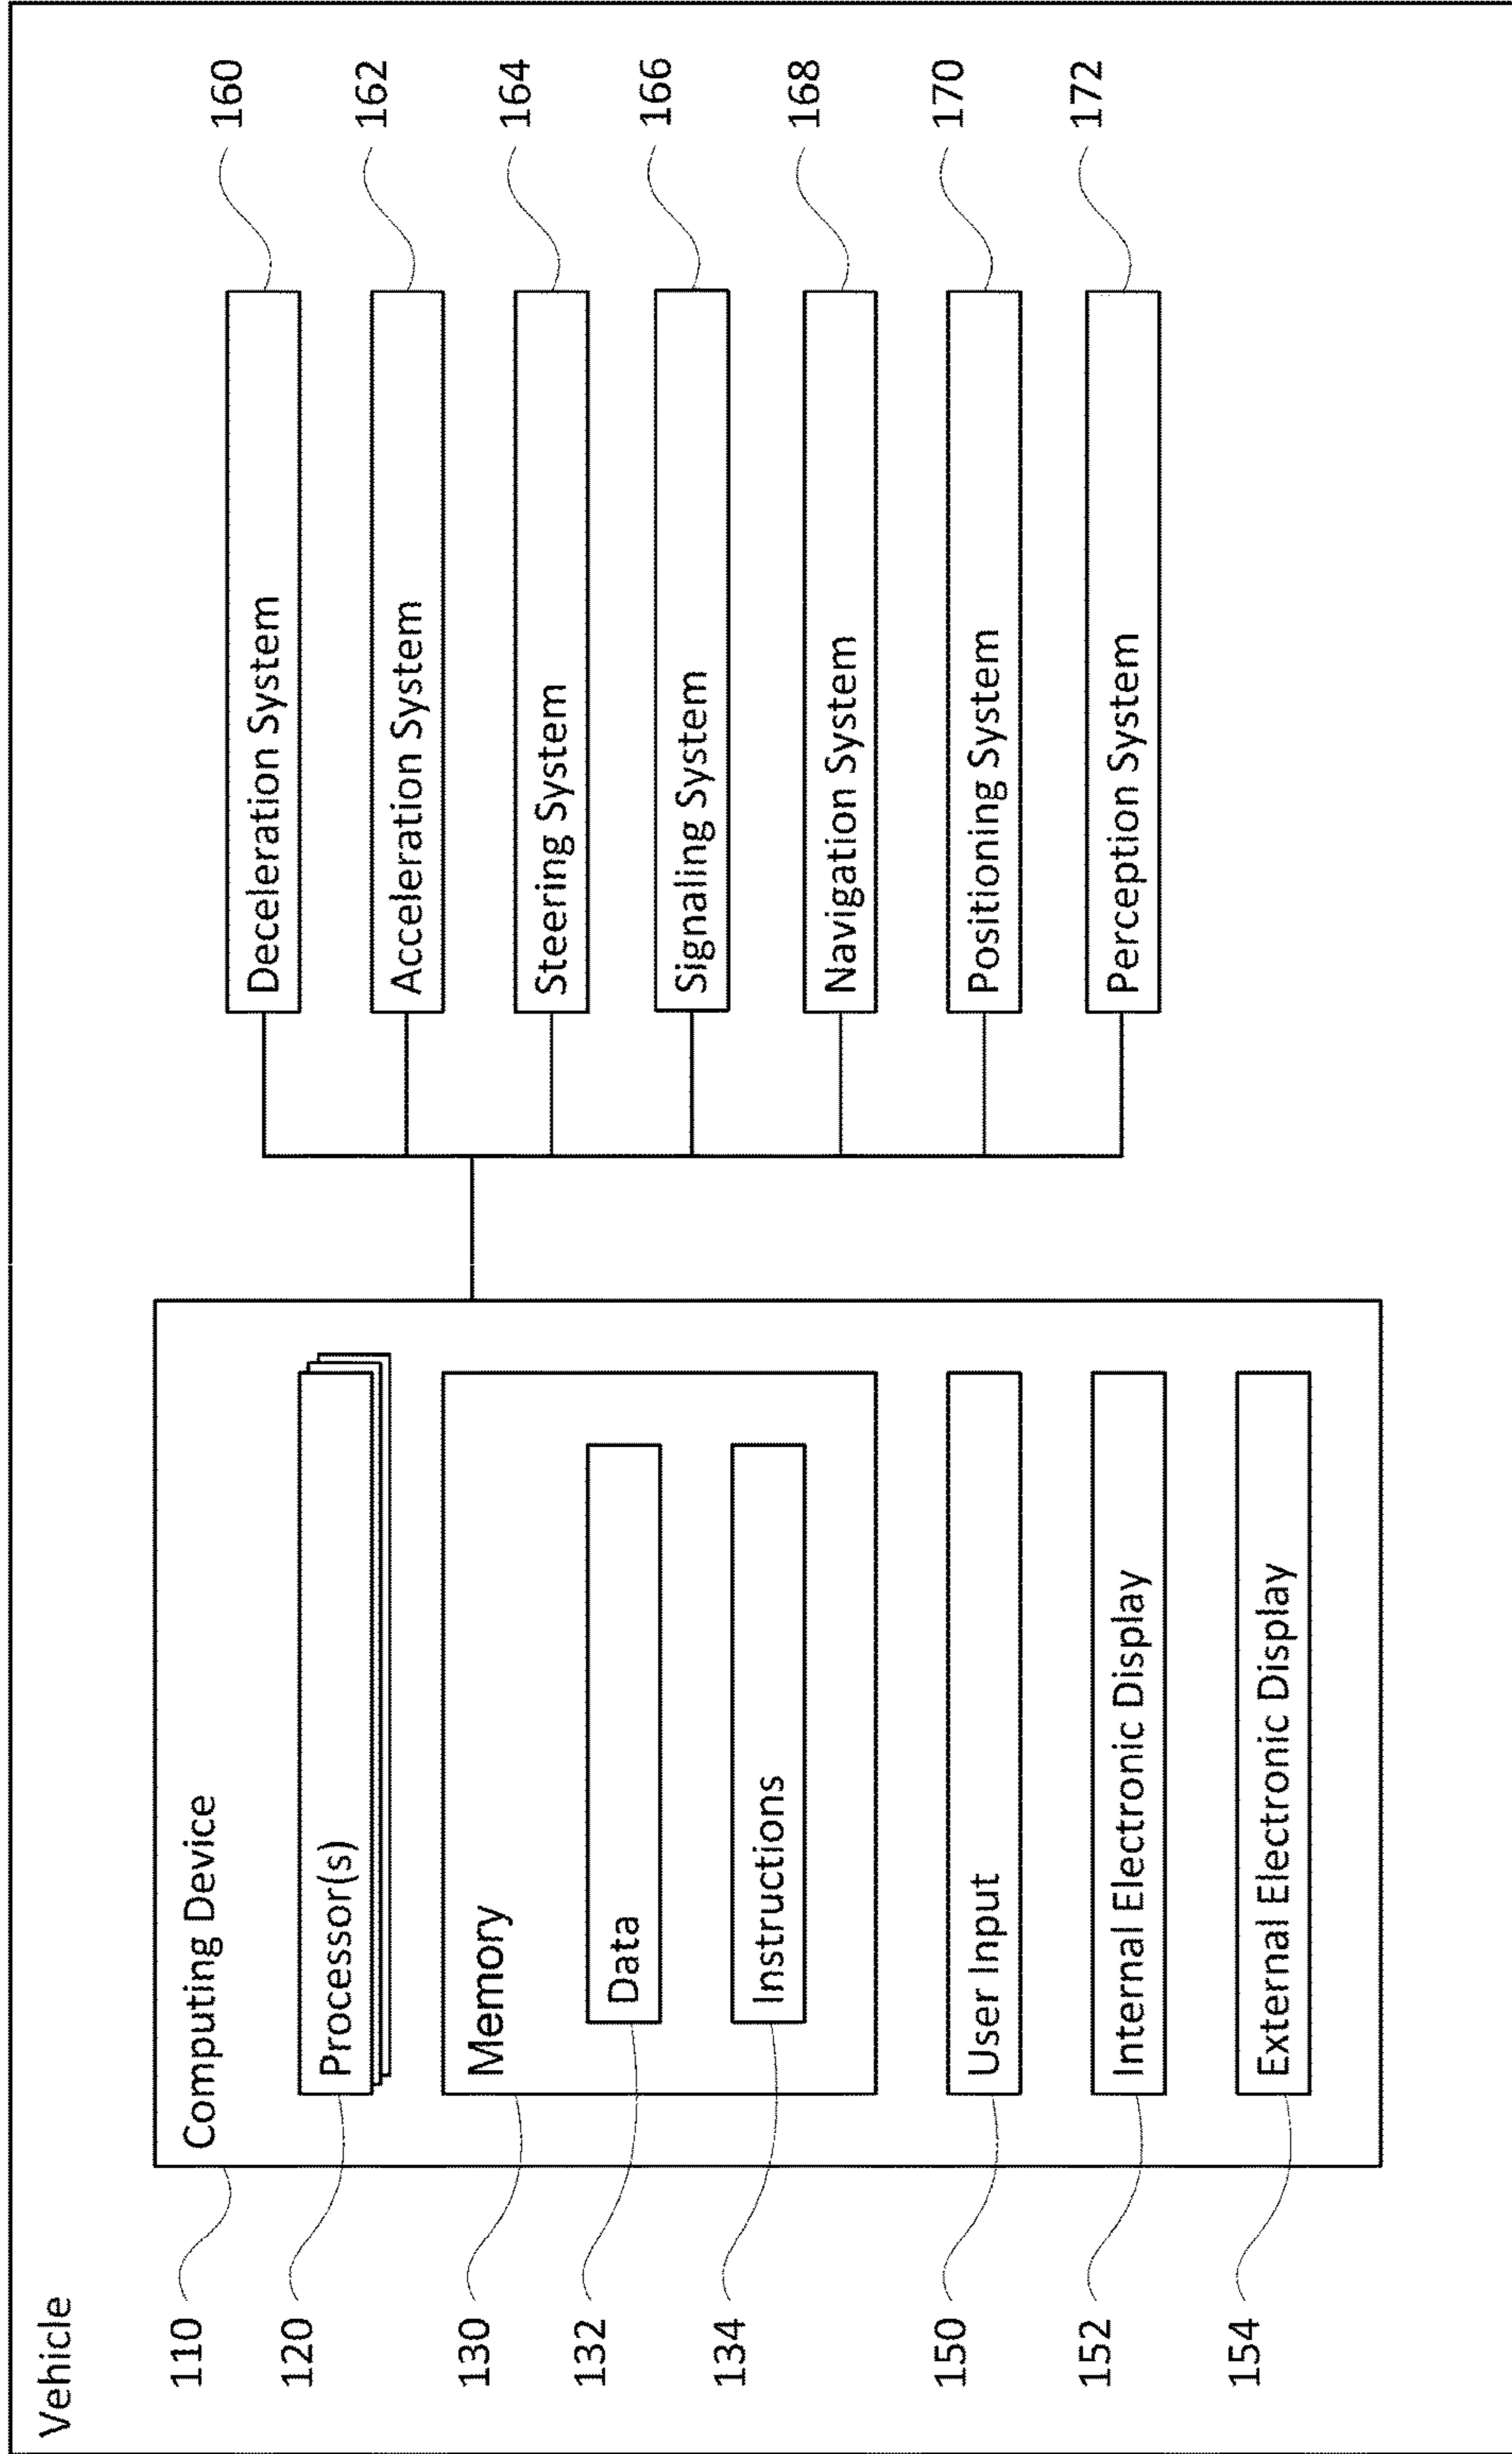 Vehicle
110
Computing Device
120
Processor(s)
130
Memory
132
Data
134
Instructions
150
User Input
152
Internal Electronic Display
154
External Electronic Display
Deceleration System
160
Acceleration System
162
Steering System
164
Signaling System
166
Navigation System
168
Positioning System
170
Perception System
172